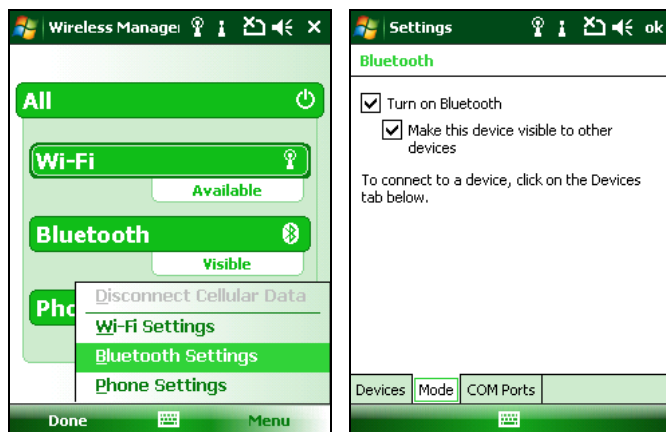 Wireless Manager
All
Wi-Fi
Available
Bluetooth
Visible
Pho
Disconnect Cellular Data
Wi-Fi Settings
Bluetooth Settings
Phone Settings
Done
Menu
Settings
ok
Bluetooth
Turn on Bluetooth
Make this device visible to other
devices
To connect to a device, click on the Devices
tab below.
Devices Mode COM Ports